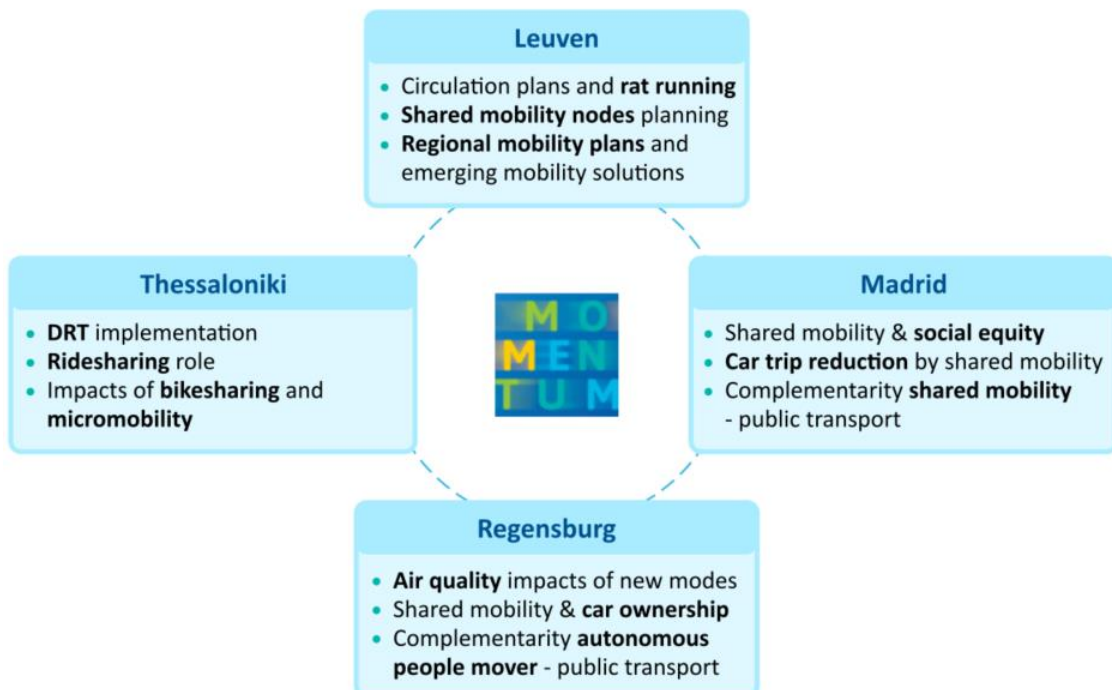 Leuven
• Circulation plans and rat running
• Shared mobility nodes planning
• Regional mobility plans and
emerging mobility solutions
Thessaloniki
• DRT implementation
• Ridesharing role
• Impacts of bikesharing and
micromobility
MO
MEN
TUM
Madrid
• Shared mobility & social equity
• Car trip reduction by shared mobility
• Complementarity shared mobility
- public transport
Regensburg
• Air quality impacts of new modes
• Shared mobility & car ownership
• Complementarity autonomous
people mover - public transport